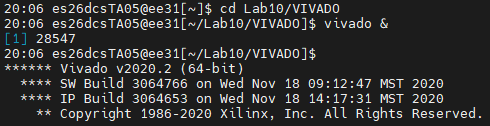 20:06 es26dcsTA05@ee31[~]$ cd Lab10/VIVADO
20:06 es26dcsTA05@ee31[~/Lab10/VIVADO]$ vivado &
[1] 28547
20:06 es26dcsTA05@ee31[~/Lab10/VIVADO]$
****** Vivado v2020.2 (64-bit)
  **** SW Build 3064766 on Wed Nov 18 09:12:47 MST 2020
  **** IP Build 3064653 on Wed Nov 18 14:17:31 MST 2020
    ** Copyright 1986-2020 Xilinx, Inc. All Rights Reserved.